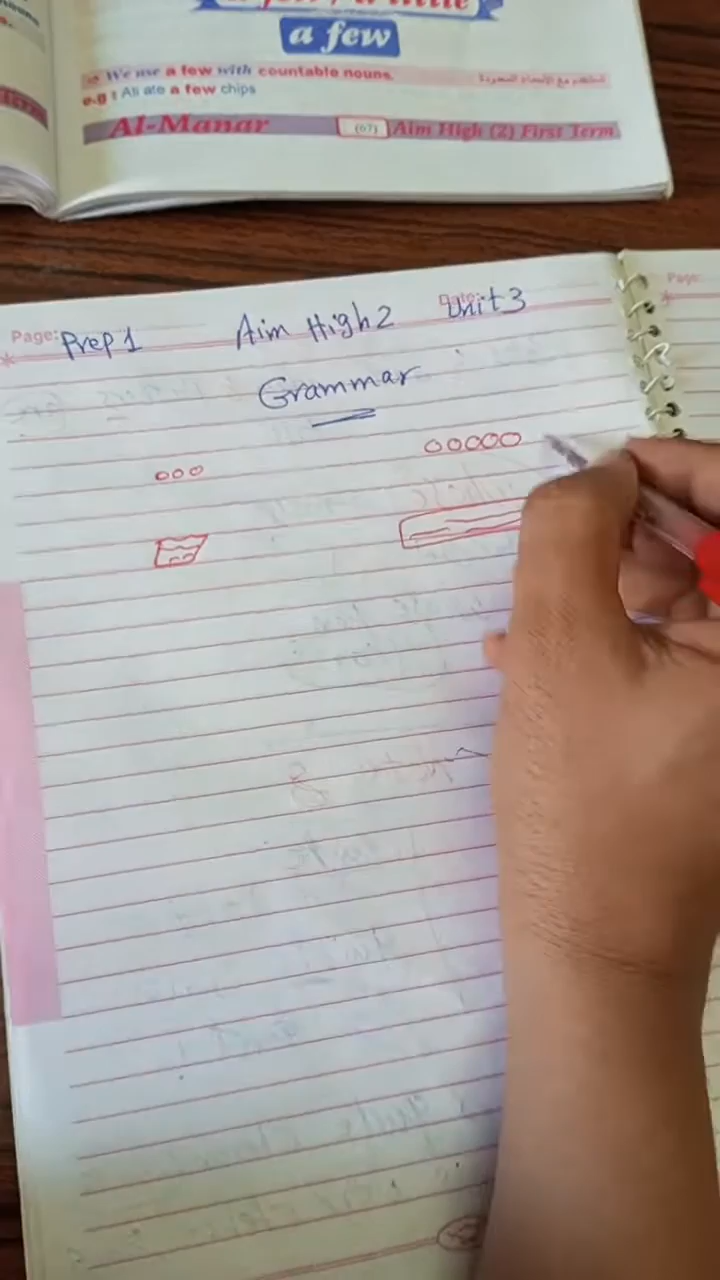 a few
We use a few with countable nouns.
e.g : Ali ate a few chips
Al-Manar (67) Aim High (2) First Term
Page: Prep 1 Aim High 2 Unit 3
Grammar